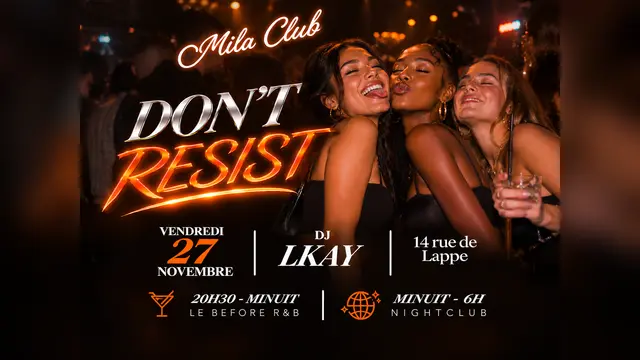 Mila Club
DON'T
RESIST
VENDREDI
27
NOVEMBRE
DJ
LKAY
14 rue de
Lappe
20H30 - MINUIT
LE BEFORE R&B
MINUIT - 6H
NIGHTCLUB